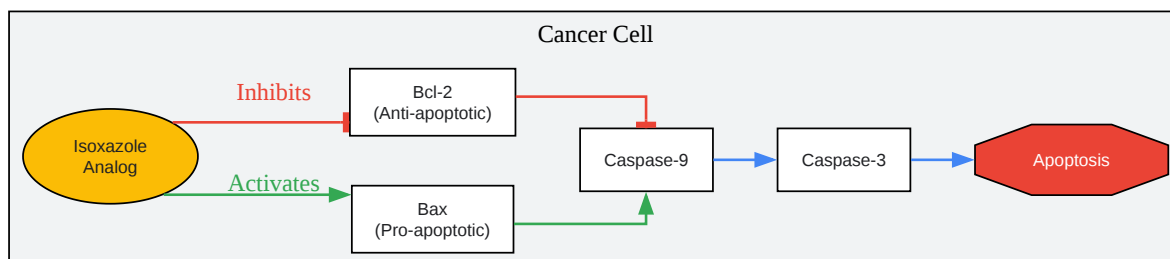 Cancer Cell
Inhibits
Bcl-2
(Anti-apoptotic)
Isoxazole
Analog
Caspase-9
Caspase-3
Apoptosis
Activates
Bax
(Pro-apoptotic)